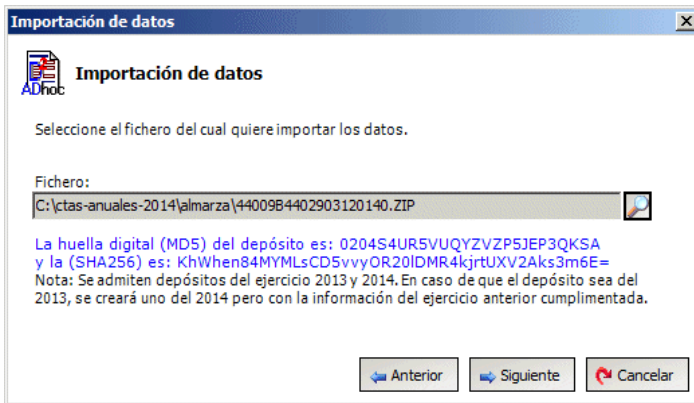 Importación de datos
ADhoc
Importación de datos
Seleccione el fichero del cual quiere importar los datos.
Fichero:
C:\ctas-anuales-2014\almarza\44009B4402903120140.ZIP
La huella digital (MD5) del depósito es: 0204S4UR5VUQYZVZP5JEP3QKSA
y la (SHA256) es: KhWhen84MYMLsCD5vvyOR20lDMR4kjrtUXV2Aks3m6E=
Nota: Se admiten depósitos del ejercicio 2013 y 2014. En caso de que el depósito sea del
2013, se creará uno del 2014 pero con la información del ejercicio anterior cumplimentada.
Anterior
Siguiente
Cancelar